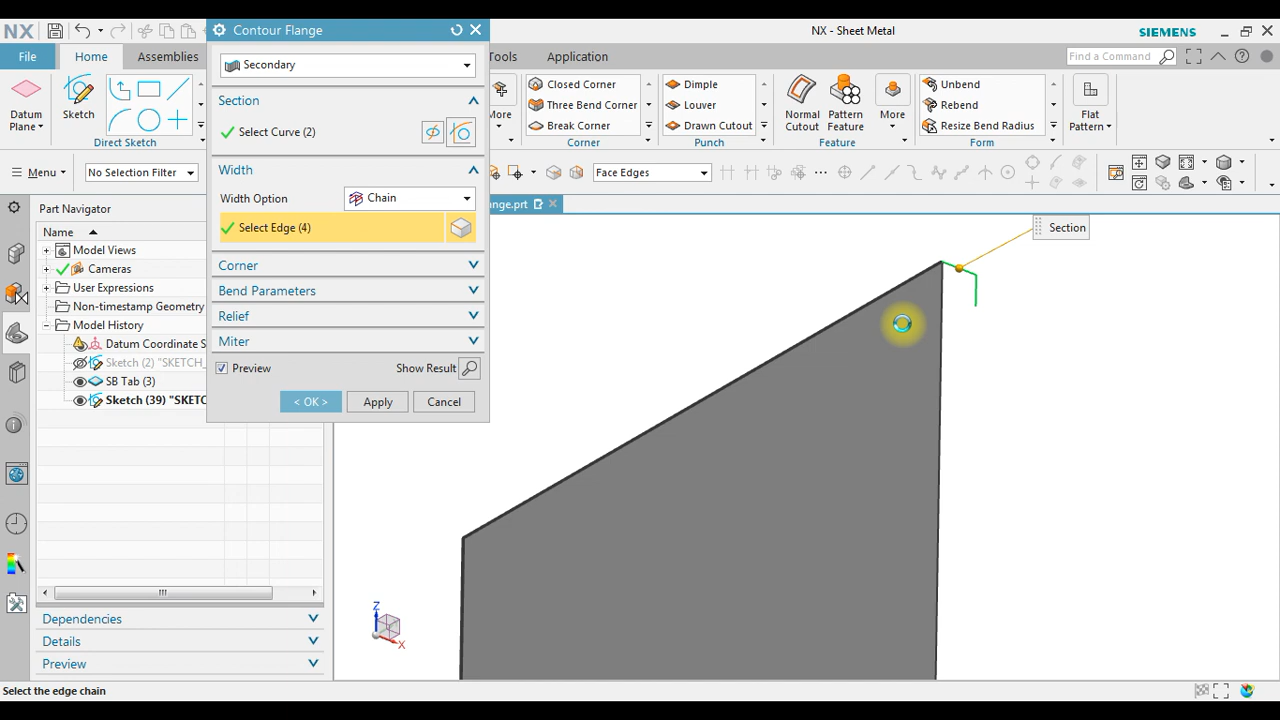 NX
NX - Sheet Metal
SIEMENS
Contour Flange
File
Home
Assemblies
Tools
Application
Find a Command
Secondary
Datum
Plane
Sketch
Direct Sketch
Section
Select Curve (2)
More
Closed Corner
Three Bend Corner
Break Corner
Corner
Dimple
Louver
Drawn Cutout
Punch
Normal
Cutout
Pattern
Feature
More
Feature
Unbend
Rebend
Resize Bend Radius
Form
Flat
Pattern
Menu
No Selection Filter
Width
Face Edges
Width Option
Chain
nge.prt
Part Navigator
Select Edge (4)
Section
Name
Model Views
Cameras
User Expressions
Non-timestamp Geometry
Model History
Datum Coordinate S
Sketch (2) "SKETCH_
SB Tab (3)
Sketch (39) "SKETC
Corner
Bend Parameters
Relief
Miter
Preview
Show Result
< OK >
Apply
Cancel
Dependencies
Details
Preview
Z
X
Select the edge chain